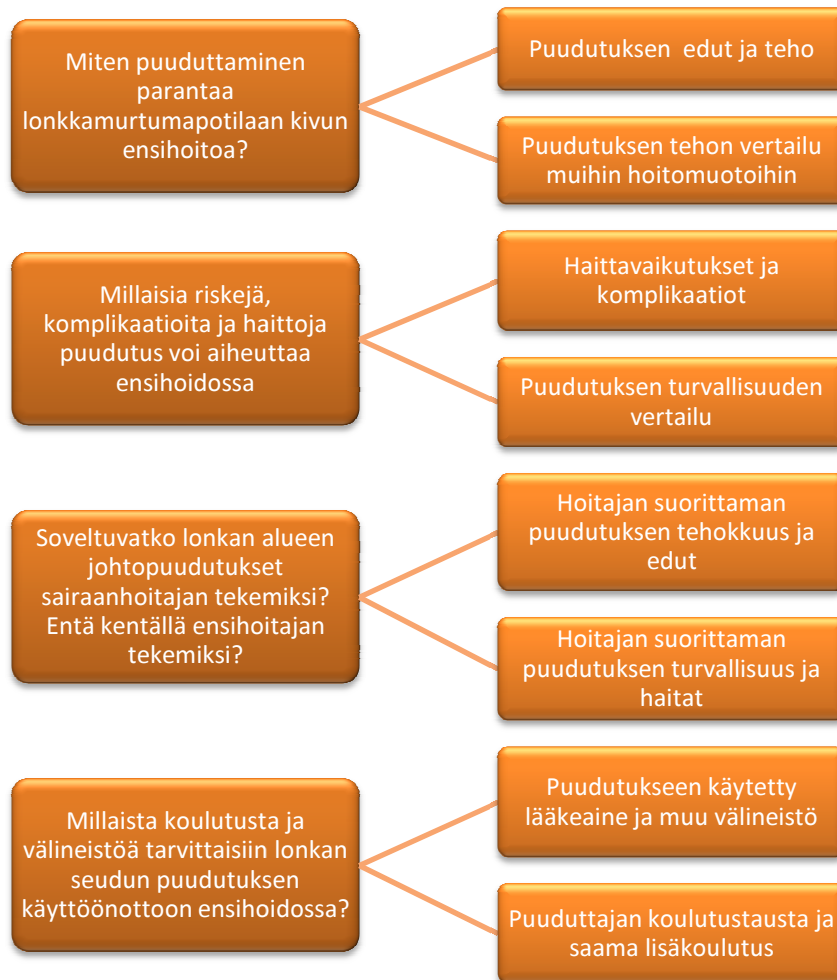 Miten puuduttaminen
parantaa
lonkkamurtumapotilaan kivun
ensihoitoa?
Puudutuksen edut ja teho
Puudutuksen tehon vertailu
muihin hoitomuotoihin
Millaisia riskejä,
komplikaatioita ja haittoja
puudutus voi aiheuttaa
ensihoidossa
Haittavaikutukset ja
komplikaatiot
Puudutuksen turvallisuuden
vertailu
Soveltuvatko lonkan alueen
johtopuudutukset
sairaanhoitajan tekemiksi?
Entä kentällä ensihoitajan
tekemiksi?
Hoitajan suorittaman
puudutuksen tehokkuus ja
edut
Hoitajan suorittaman
puudutuksen turvallisuus ja
haitat
Millaista koulutusta ja
välineistöä tarvittaisiin lonkan
seudun puudutuksen
käyttöönottoon ensihoidossa?
Puudutukseen käytetty
lääkeaine ja muu välineistö
Puuduttajan koulutustausta ja
saama lisäkoulutus